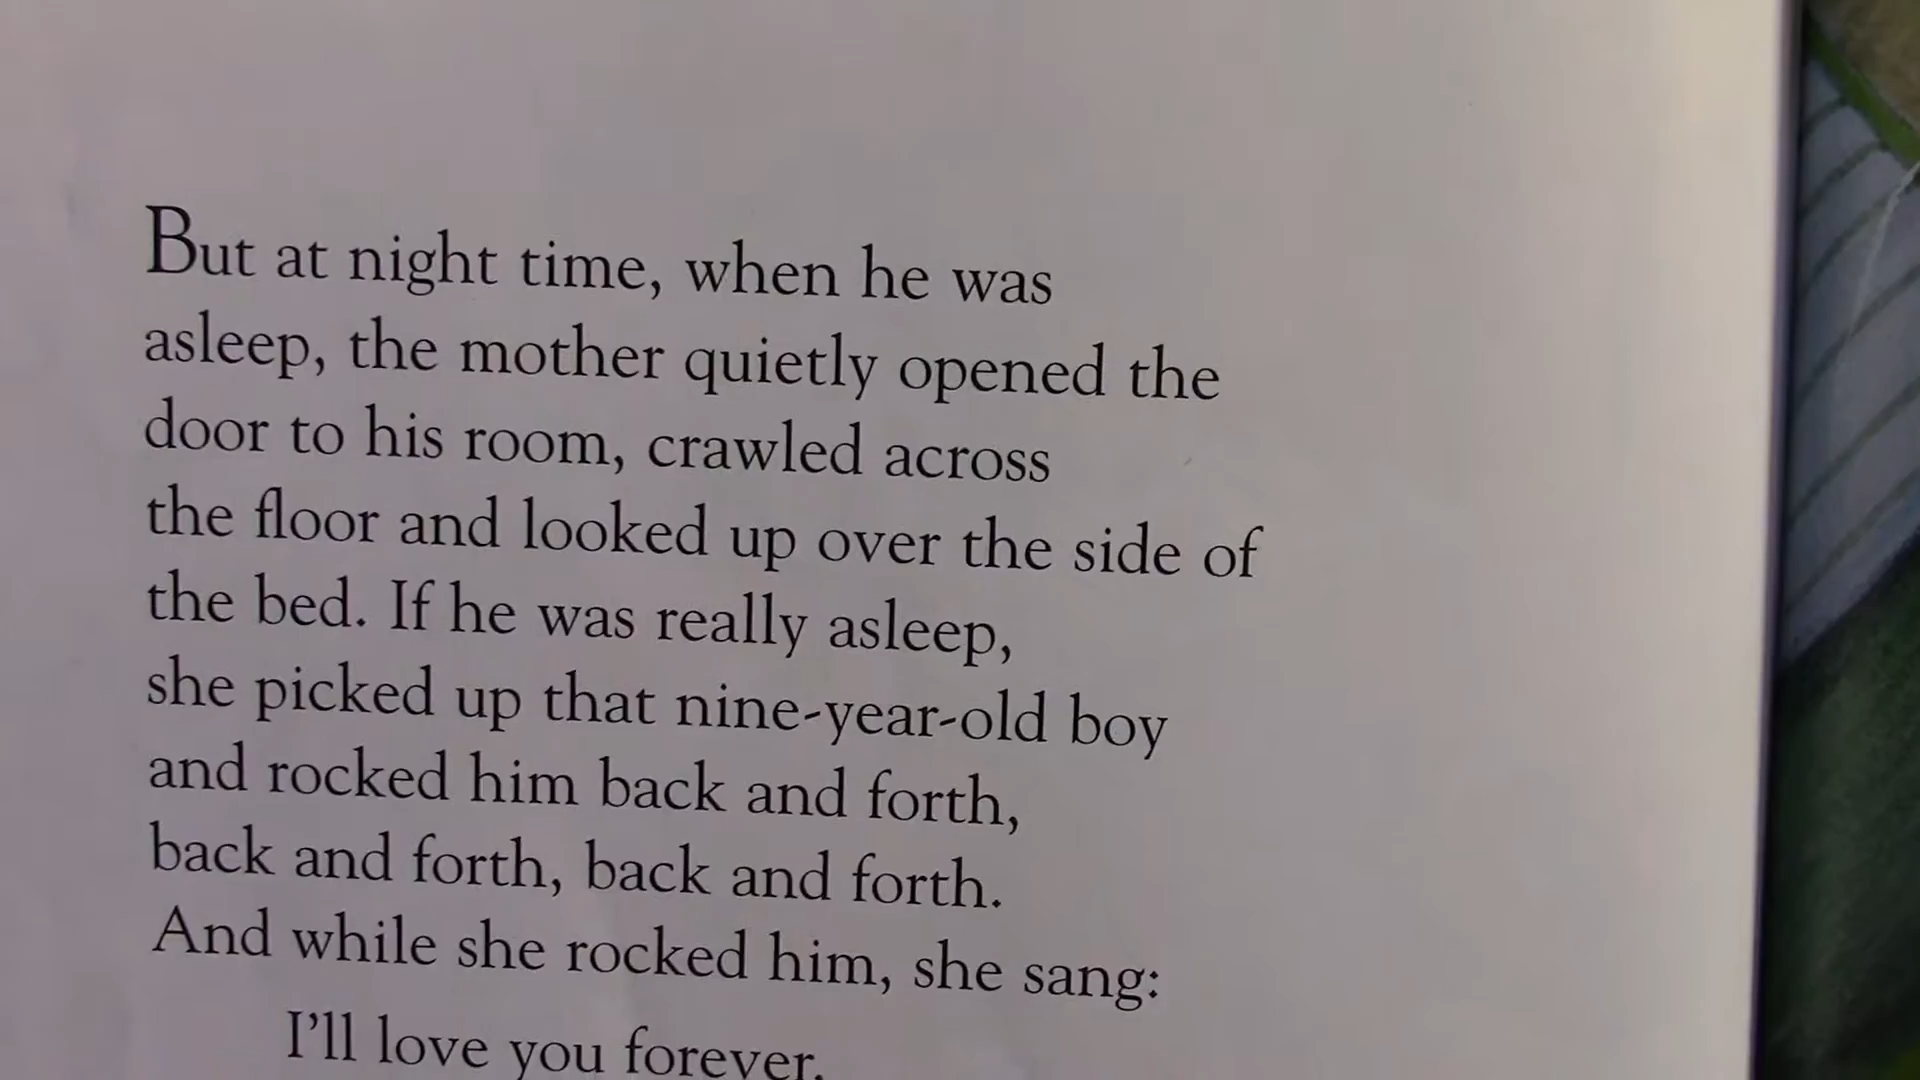 But at night time, when he was
asleep, the mother quietly opened the
door to his room, crawled across
the floor and looked up over the side of
the bed. If he was really asleep,
she picked up that nine-year-old boy
and rocked him back and forth,
back and forth, back and forth.
And while she rocked him, she sang:
I'll love you forever,